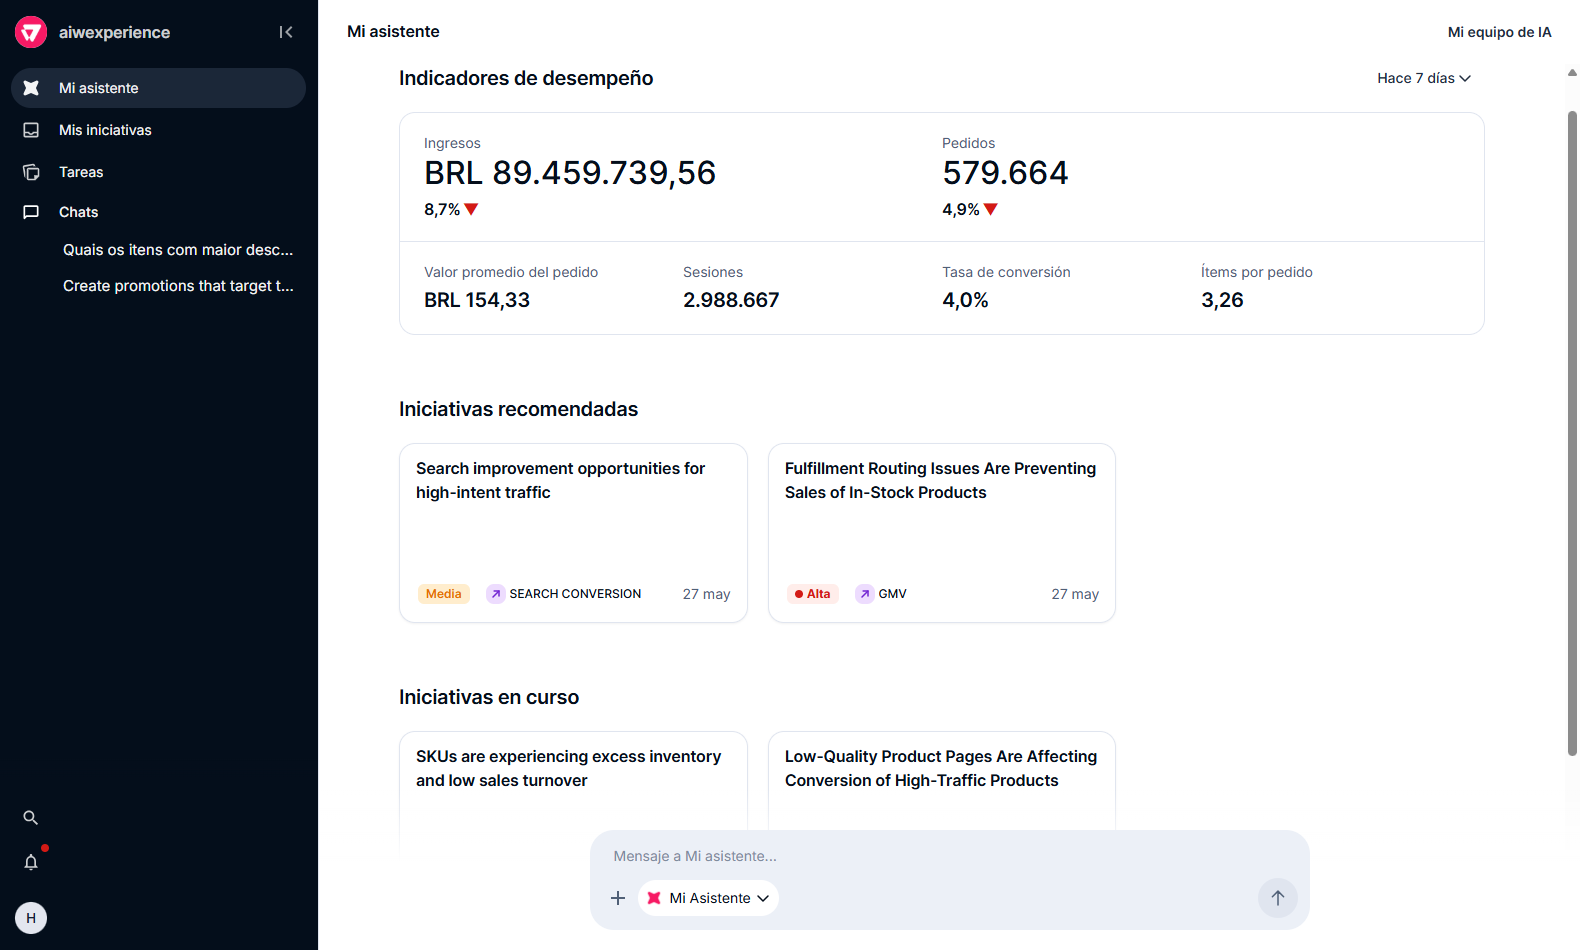 aiwexperience
Mi asistente
Mis iniciativas
Tareas
Chats
Quais os itens com maior desc...
Create promotions that target t...
H
Mi asistente
Mi equipo de IA
Indicadores de desempeño
Hace 7 días
Ingresos
BRL 89.459.739,56
8,7%
Pedidos
579.664
4,9%
Valor promedio del pedido
BRL 154,33
Sesiones
2.988.667
Tasa de conversión
4,0%
Ítems por pedido
3,26
Iniciativas recomendadas
Search improvement opportunities for
high-intent traffic
Media
SEARCH CONVERSION
27 may
Fulfillment Routing Issues Are Preventing
Sales of In-Stock Products
Alta
GMV
27 may
Iniciativas en curso
SKUs are experiencing excess inventory
and low sales turnover
Low-Quality Product Pages Are Affecting
Conversion of High-Traffic Products
Mensaje a Mi asistente...
Mi Asistente